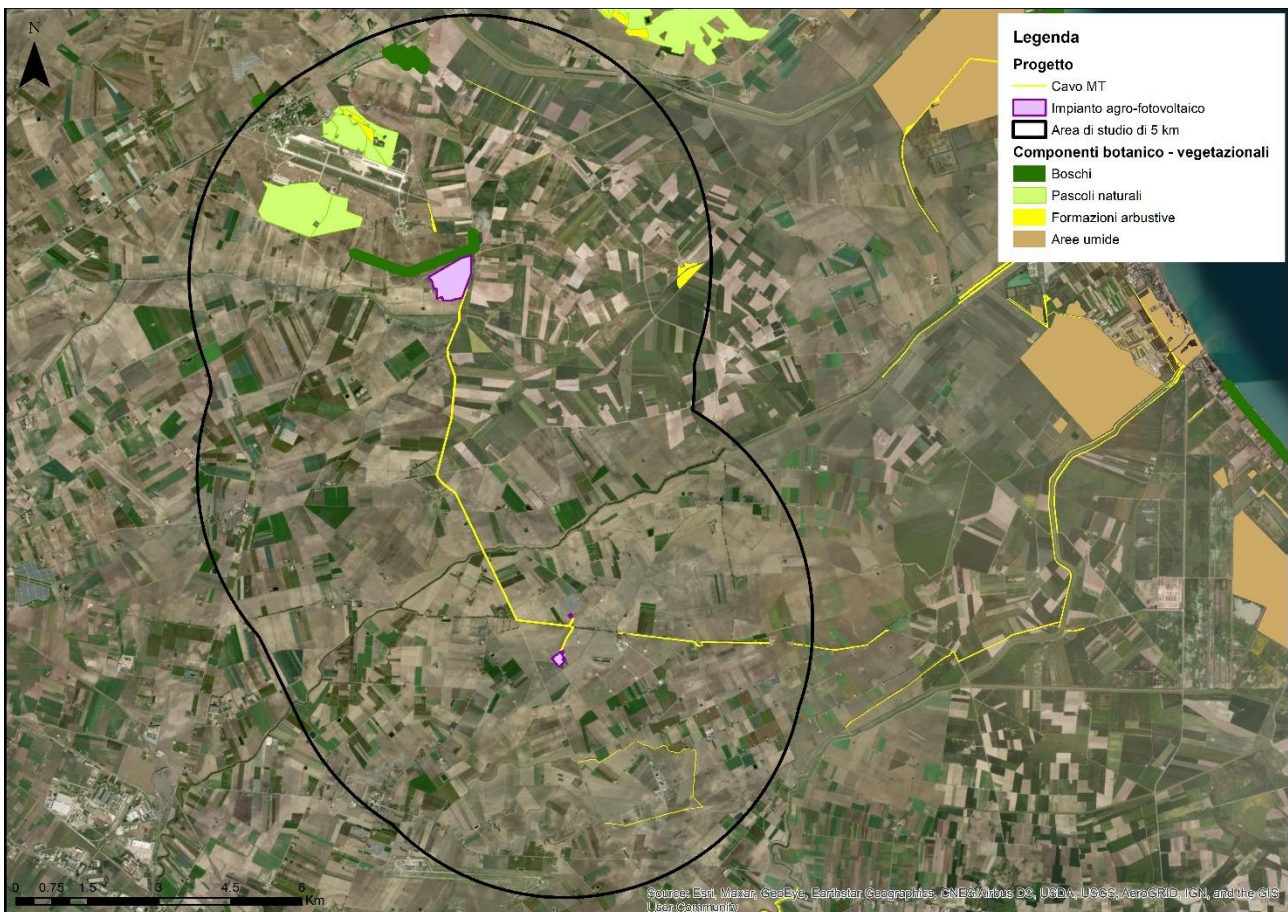 N
Legenda
Progetto
Cavo MT
Impianto agro-fotovoltaico
Area di studio di 5 km
Componenti botanico - vegetazionali
Boschi
Pascoli naturali
Formazioni arbustive
Aree umide
0 0.75 1.5 3 4.5 6
Km
Source: Esri, Maxar, GeoEye, Earthstar Geographics, CNES/Airbus DS, USDA, USGS, AeroGRID, IGN, and the GIS
User Community